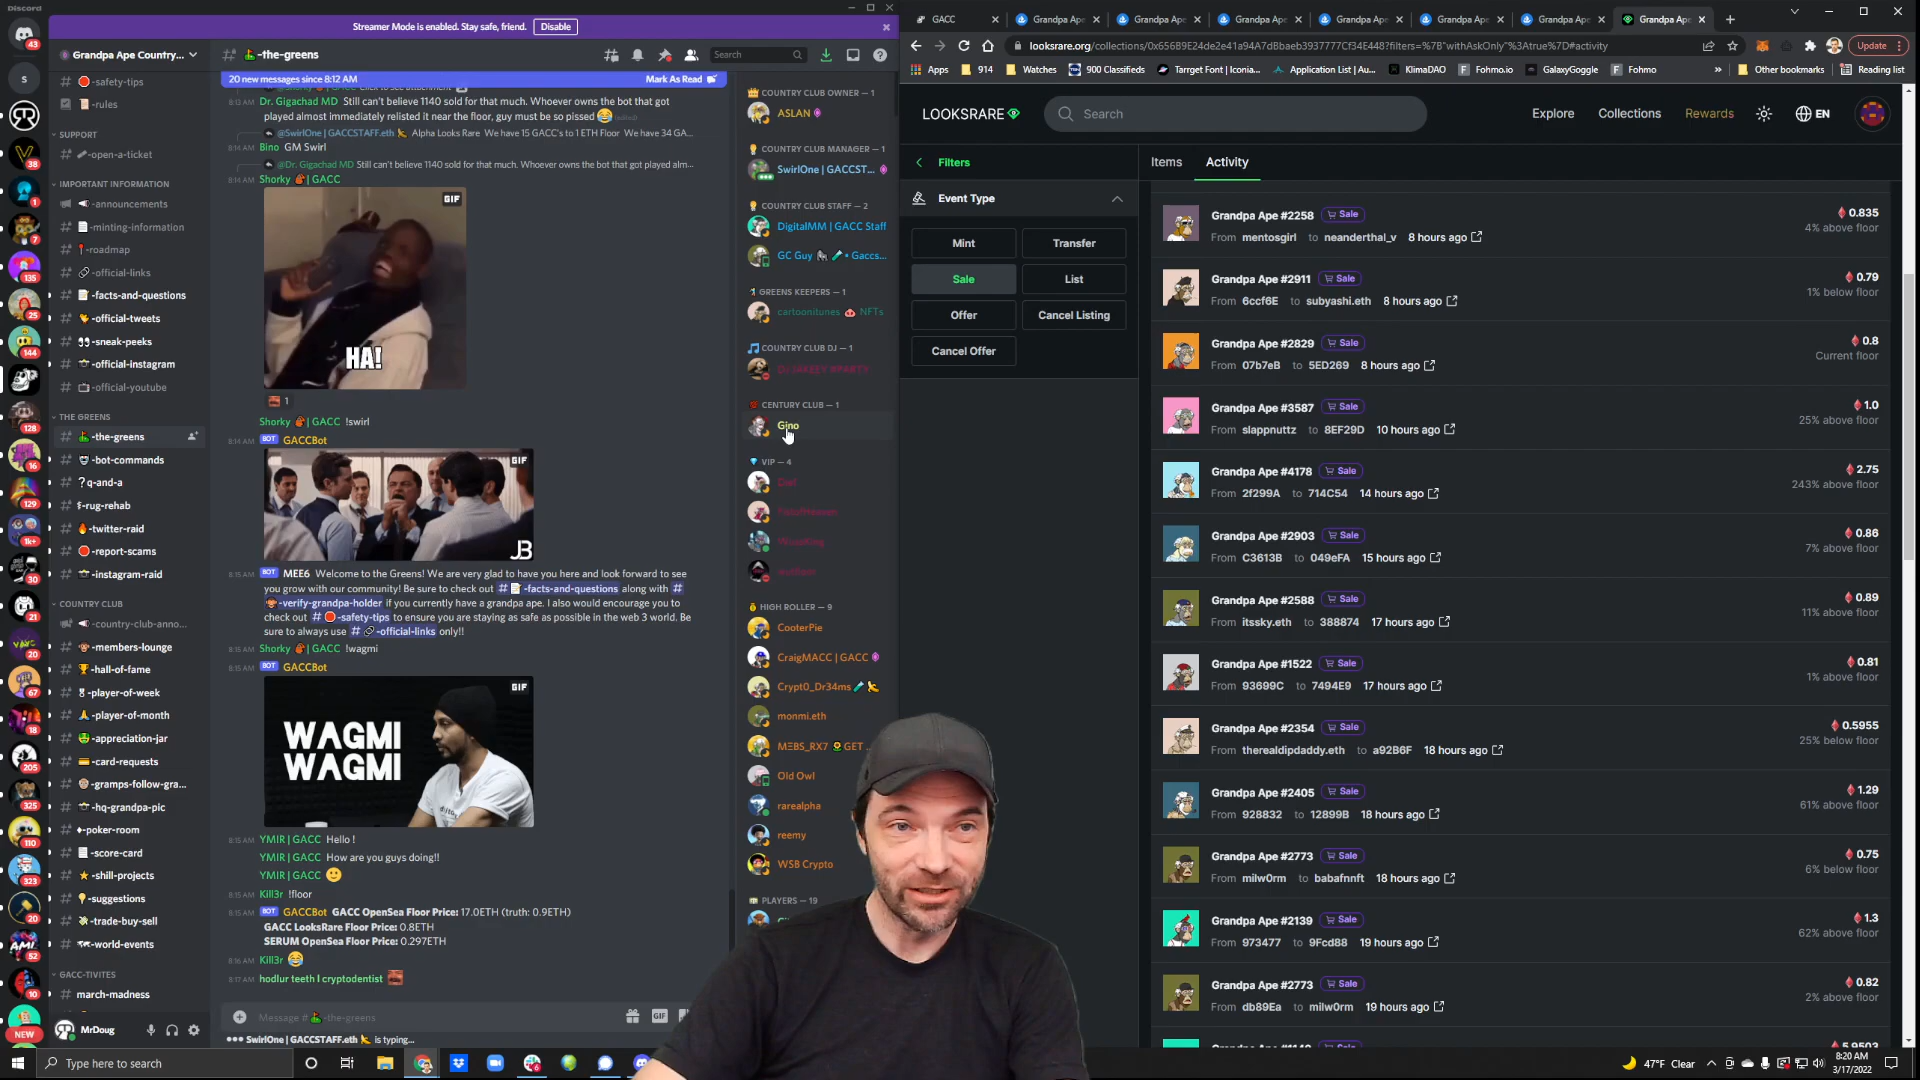 Discord
Streamer Mode is enabled. Stay safe, friend. Disable
Grandpa Ape Country...
-safety-tips
-rules
SUPPORT
-open-a-ticket
IMPORTANT INFORMATION
-announcements
-minting-information
-roadmap
-official-links
-facts-and-questions
-official-tweets
-sneak-peeks
-official-instagram
-official-youtube
THE GREENS
-the-greens
-bot-commands
q-and-a
-rug-rehab
-twitter-raid
-report-scams
-instagram-raid
COUNTRY CLUB
-country-club-anno...
-members-lounge
-hall-of-fame
-player-of-week
-player-of-month
-appreciation-jar
-card-requests
-gramps-follow-gra...
-hq-grandpa-pic
-poker-room
-score-card
-shill-projects
-suggestions
-trade-buy-sell
-world-events
GACC-TIVITES
march-madness
MrDoug
-the-greens
Search
20 new messages since 8:12 AM Mark As Read
8:13 AM Dr. Gigachad MD Still can't believe 1140 sold for that much. Whoever owns the bot that got
played almost immediately relisted it near the floor, guy must be so pissed (edited)
@SwirlOne | GACCSTAFF.eth Alpha Looks Rare We have 15 GACC's to 1 ETH Floor We have 34 GA...
8:14 AM Bino GM Swirl
@Dr. Gigachad MD Still can't believe 1140 sold for that much. Whoever owns the bot that got played alm...
8:14 AM Shorky | GACC
GIF
HA!
1
Shorky | GACC !swirl
8:14 AM BOT GACCBot
GIF
JB
8:15 AM BOT MEE6 Welcome to the Greens! We are very glad to have you here and look forward to see
you grow with our community! Be sure to check out # -facts-and-questions along with #
-verify-grandpa-holder if you currently have a grandpa ape. I also would encourage you to
check out # -safety-tips to ensure you are staying as safe as possible in the web 3 world. Be
sure to always use # -official-links only!!
Shorky | GACC !wagmi
8:15 AM BOT GACCBot
GIF
WAGMI
WAGMI
8:15 AM YMIR | GACC Hello !
YMIR | GACC How are you guys doing!!
YMIR | GACC
8:15 AM Kill3r !floor
8:15 AM BOT GACCBot GACC OpenSea Floor Price: 17.0ETH (truth: 0.9ETH)
GACC LooksRare Floor Price: 0.8ETH
SERUM OpenSea Floor Price: 0.297ETH
8:16 AM Kill3r
8:17 AM hodlur teeth l cryptodentist
Message # -the-greens
GIF
SwirlOne | GACCSTAFF.eth is typing...
COUNTRY CLUB OWNER — 1
ASLAN
COUNTRY CLUB MANAGER — 1
SwirlOne | GACCST...
COUNTRY CLUB STAFF — 2
DigitalMM | GACC Staff
GC Guy • Gaccs...
GREENS KEEPERS — 1
cartoonitunes NFTs
COUNTRY CLUB DJ — 1
CENTURY CLUB — 1
Gino
VIP — 4
HIGH ROLLER — 9
CooterPie
CraigMACC | GACC
Crypt0_Dr34ms
monmi.eth
MΞBS_RX7 GET ...
Old Owl
rarealpha
reemy
WSB Crypto
PLAYERS — 19
GACC
Grandpa Ape
Grandpa Ape
Grandpa Ape
Grandpa Ape
Grandpa Ape
Grandpa Ape
Grandpa Ape
looksrare.org/collections/0x656B9E24de2e41a94A7dBbaeb3937777Cf34E448?filters=%7B"withAskOnly"%3Atrue%7D#activity
Update
Apps 914 Watches 900 Classifieds Tarrget Font | Iconia... Application List | Au... KlimaDAO Fohmo.io GalaxyGoggle Fohmo » Other bookmarks Reading list
LOOKSRARE
Search
Explore Collections Rewards EN
Filters
Items Activity
Event Type
Mint Transfer
Sale List
Offer Cancel Listing
Cancel Offer
Grandpa Ape #2258 Sale 0.835
From mentosgirl to neanderthal_v 8 hours ago 4% above floor
Grandpa Ape #2911 Sale 0.79
From 6ccf6E to subyashi.eth 8 hours ago 1% below floor
Grandpa Ape #2829 Sale 0.8
From 07b7eB to 5ED269 8 hours ago Current floor
Grandpa Ape #3587 Sale 1.0
From slappnuttz to 8EF29D 10 hours ago 25% above floor
Grandpa Ape #4178 Sale 2.75
From 2f299A to 714C54 14 hours ago 243% above floor
Grandpa Ape #2903 Sale 0.86
From C3613B to 049eFA 15 hours ago 7% above floor
Grandpa Ape #2588 Sale 0.89
From itssky.eth to 388874 17 hours ago 11% above floor
Grandpa Ape #1522 Sale 0.81
From 93699C to 7494E9 17 hours ago 1% above floor
Grandpa Ape #2354 Sale 0.5955
From therealdipdaddy.eth to a92B6F 18 hours ago 25% below floor
Grandpa Ape #2405 Sale 1.29
From 928832 to 12899B 18 hours ago 61% above floor
Grandpa Ape #2773 Sale 0.75
From milw0rm to babafnnft 18 hours ago 6% below floor
Grandpa Ape #2139 Sale 1.3
From 973477 to 9Fcd88 19 hours ago 62% above floor
Grandpa Ape #2773 Sale 0.82
From db89Ea to milw0rm 19 hours ago 2% above floor
Type here to search
47°F Clear
8:20 AM
3/17/2022